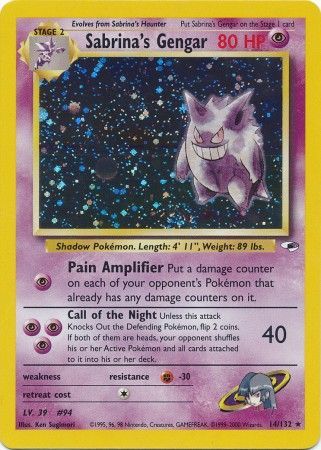 Evolves from Sabrina's Haunter Put Sabrina's Gengar on the Stage 1 card
STAGE 2
Sabrina's Gengar 80 HP
Shadow Pokémon. Length: 4' 11", Weight: 89 lbs.
Pain Amplifier Put a damage counter
on each of your opponent's Pokémon that
already has any damage counters on it.
Call of the Night Unless this attack
Knocks Out the Defending Pokémon, flip 2 coins.
If both of them are heads, your opponent shuffles
his or her Active Pokémon and all cards attached
to it into his or her deck.
40
weakness resistance -30
retreat cost
LV. 39 #94
Illus. Ken Sugimori ©1995, 96, 98 Nintendo, Creatures, GAMEFREAK. ©1999-2000 Wizards. 14/132 ★